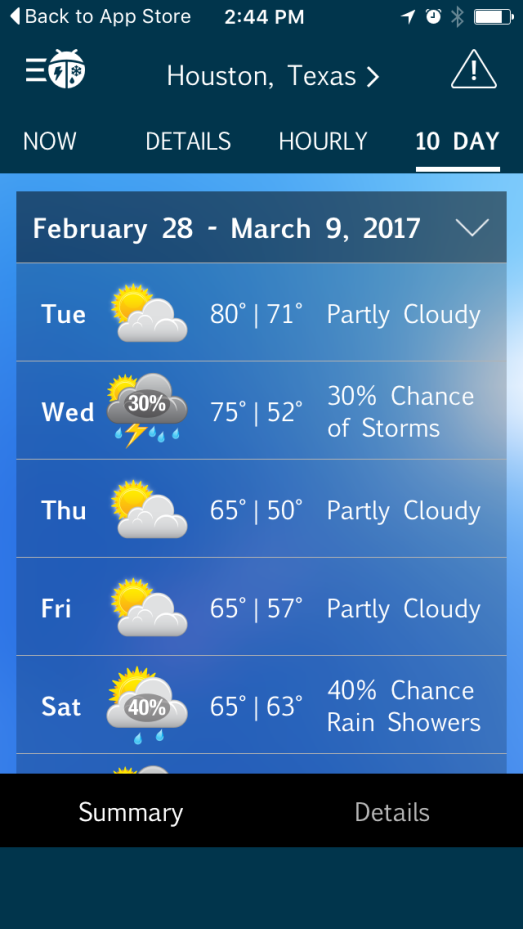 Back to App Store 2:44 PM
Houston, Texas
NOW DETAILS HOURLY 10 DAY
February 28 - March 9, 2017
Tue 80° | 71° Partly Cloudy
Wed 30% 75° | 52° 30% Chance
of Storms
Thu 65° | 50° Partly Cloudy
Fri 65° | 57° Partly Cloudy
Sat 40% 65° | 63° 40% Chance
Rain Showers
Summary Details